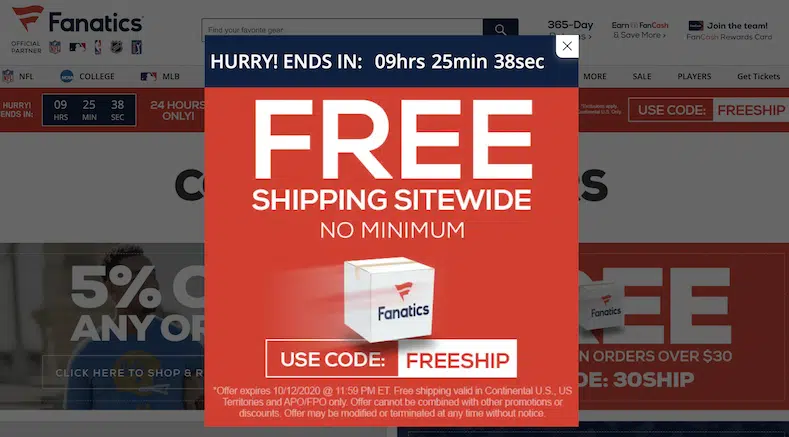 Fanatics
OFFICIAL
PARTNER
Find your favorite gear
365-Day
Earn FanCash
& Save More >
Join the team!
FanCash Rewards Card
NFL
COLLEGE
MLB
MORE
SALE
PLAYERS
Get Tickets
HURRY!
ENDS IN:
09 25 38
HRS MIN SEC
24 HOURS
ONLY!
USE CODE: FREESHIP
HURRY! ENDS IN: 09hrs 25min 38sec
FREE
SHIPPING SITEWIDE
NO MINIMUM
Fanatics
USE CODE: FREESHIP
*Offer expires 10/12/2020 @ 11:59 PM ET. Free shipping valid in Continental U.S., US
Territories and APO/FPO only. Offer cannot be combined with other promotions or
discounts. Offer may be modified or terminated at any time without notice.
5%
ANY
CLICK HERE TO SHOP & R
EE
N ORDERS OVER $30
DE: 30SHIP